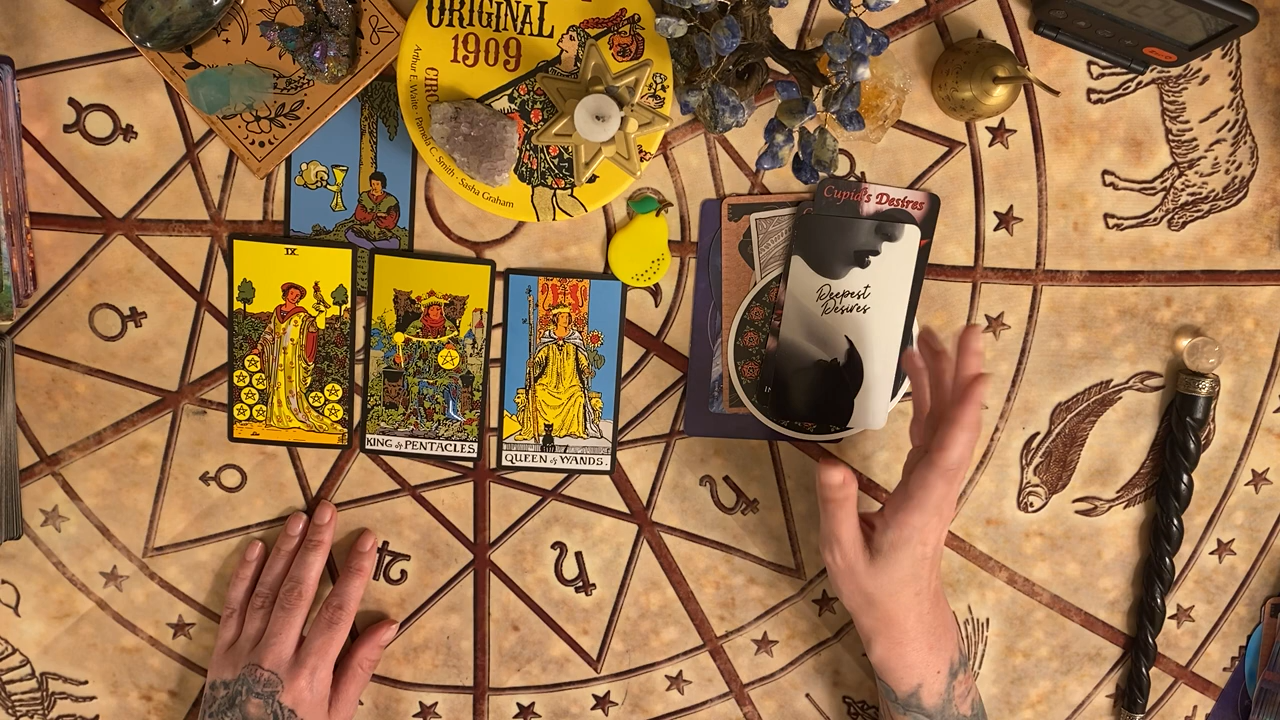 ORIGINAL
1909
Arthur E. Waite · Pamela C. Smith · Sasha Graham
IX
KING of PENTACLES.
QUEEN of WANDS.
Cupid's Desires
Deepest
Desires